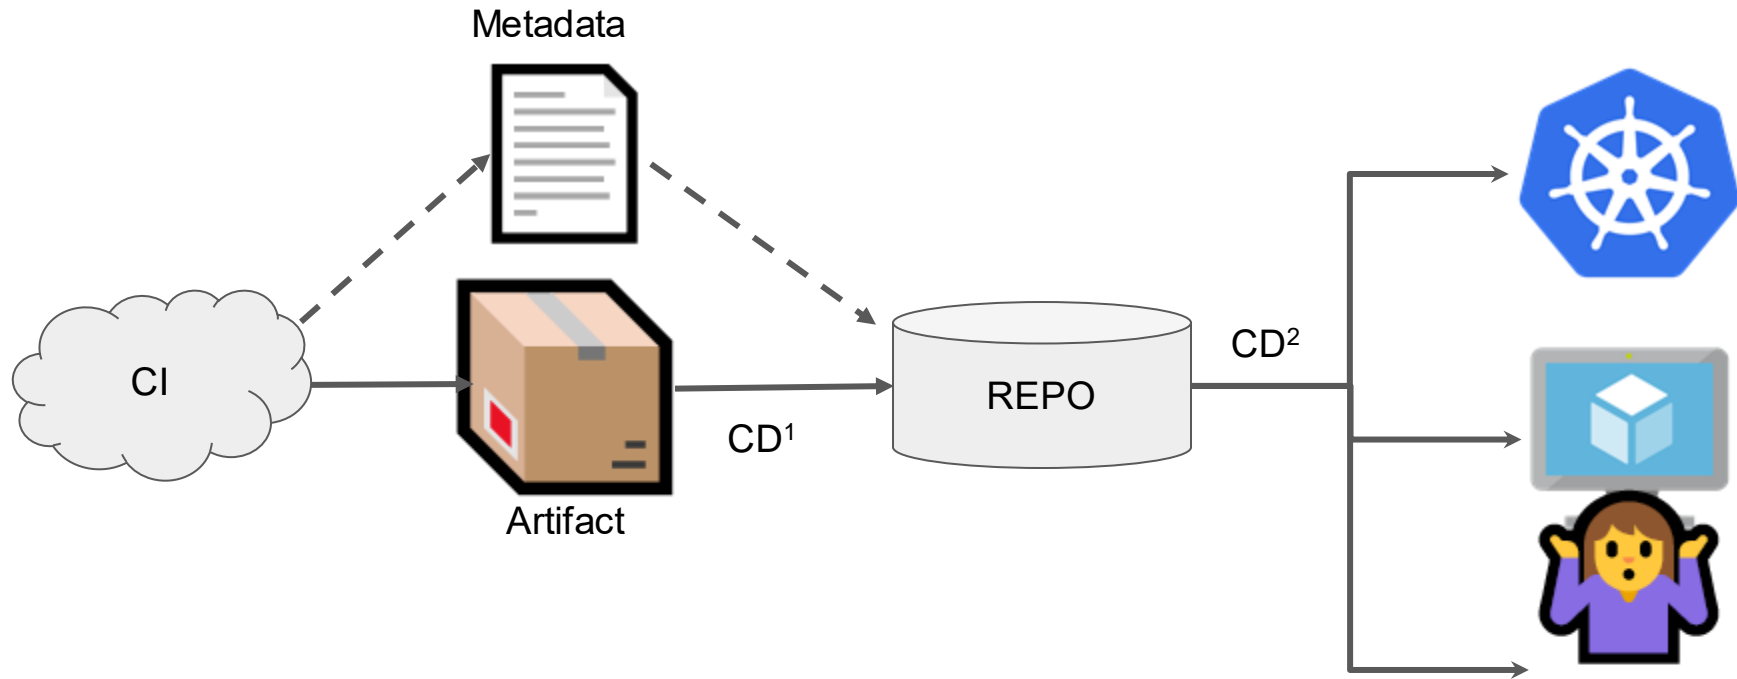 Metadata
CI
Artifact
CD¹
REPO
CD²